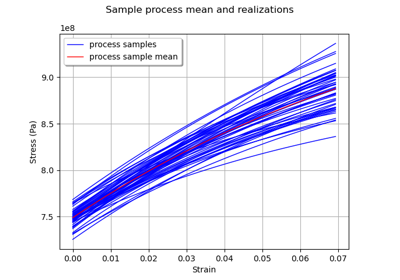 Sample process mean and realizations
1e8
process samples
process sample mean
9.0
8.5
8.0
7.5
Stress (Pa)
0.00 0.01 0.02 0.03 0.04 0.05 0.06 0.07
Strain